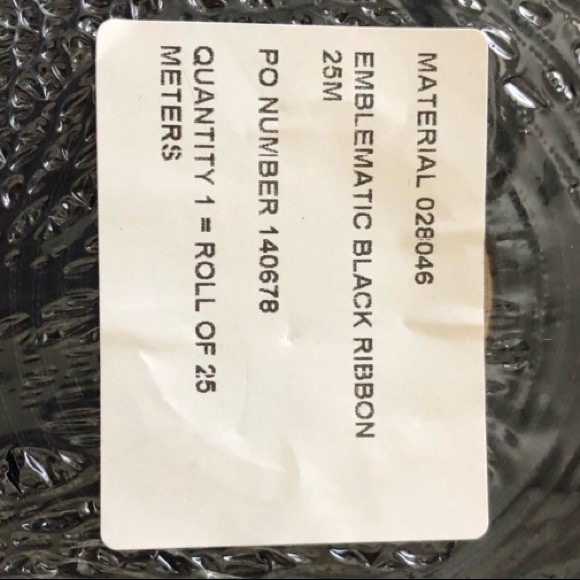 MATERIAL 028046
EMBLEMATIC BLACK RIBBON
25M
PO NUMBER 140678
QUANTITY 1 = ROLL OF 25
METERS